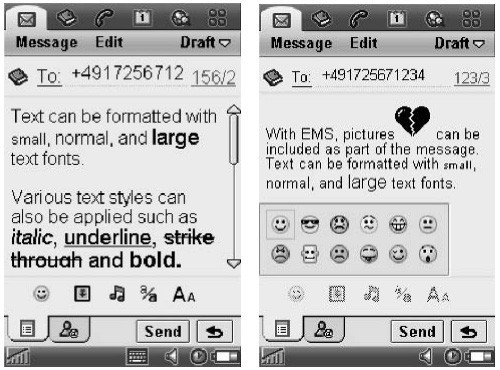 Message Edit Draft
To: +4917256712 156/2
Text can be formatted with
small, normal, and large
text fonts.
Various text styles can
also be applied such as
italic, underline, strike
through and bold.
a/a AA
Send
1
Message Edit Draft
To: +491725671234 123/3
With EMS, pictures can be
included as part of the message.
Text can be formatted with small,
normal, and large text fonts.
a/a AA
Send